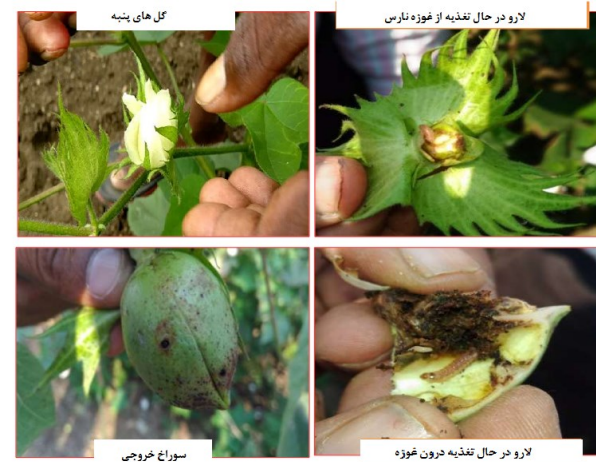 گل های پنبه
لارو در حال تغذیه از غوزه نارس
سوراخ خروجی
لارو در حال تغذیه درون غوزه